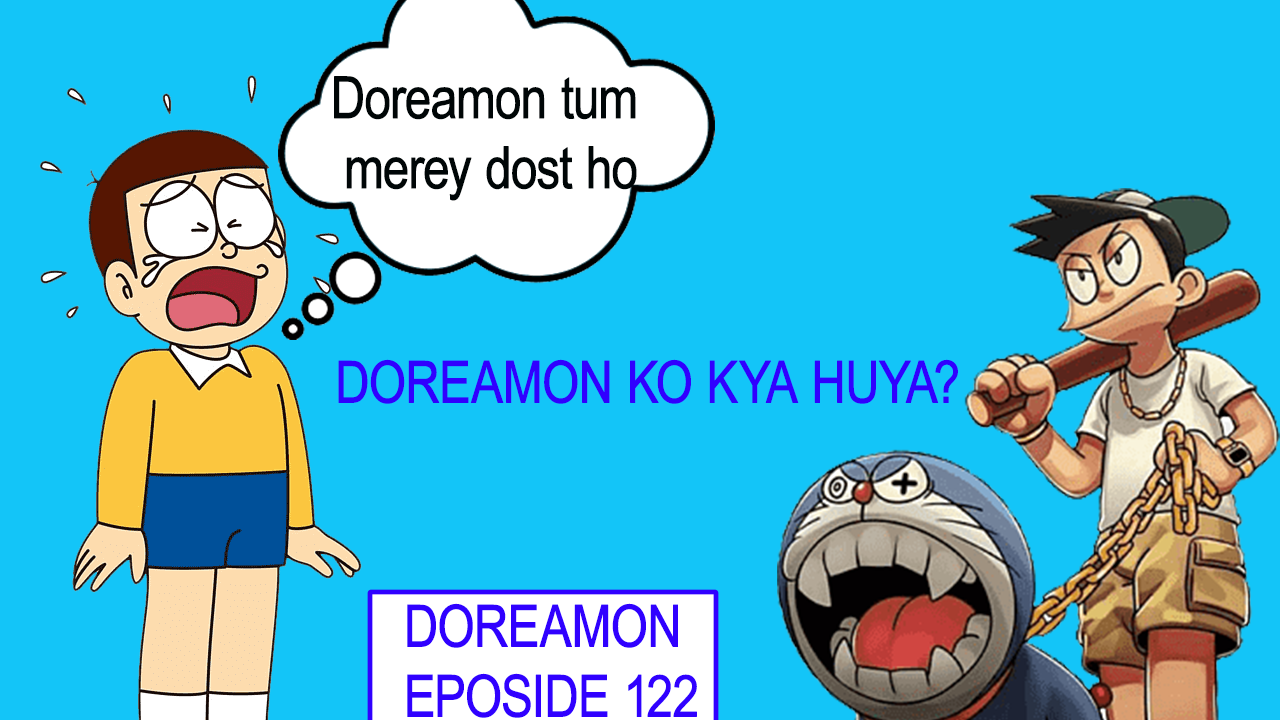 Doreamon tum
merey dost ho
DOREAMON KO KYA HUYA?
DOREAMON
EPOSIDE 122